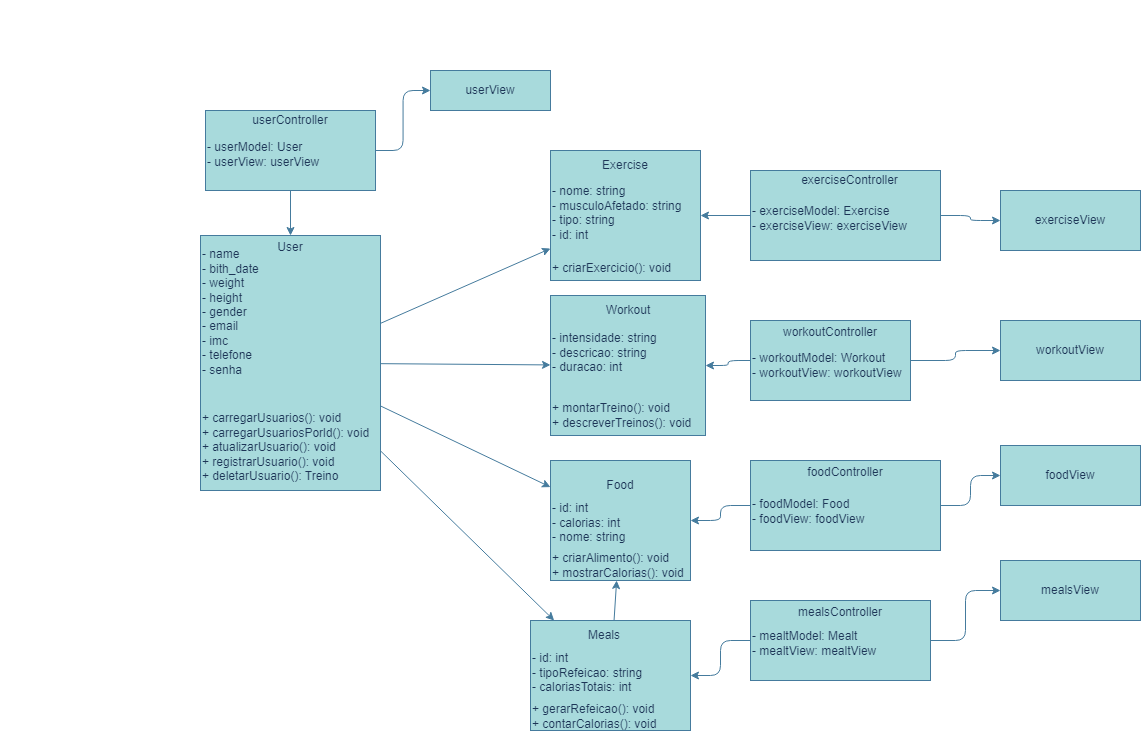 userView
userController
- userModel: User
- userView: userView
User
- name
- bith_date
- weight
- height
- gender
- email
- imc
- telefone
- senha
+ carregarUsuarios(): void
+ carregarUsuariosPorId(): void
+ atualizarUsuario(): void
+ registrarUsuario(): void
+ deletarUsuario(): Treino
Exercise
- nome: string
- musculoAfetado: string
- tipo: string
- id: int
+ criarExercicio(): void
exerciseController
- exerciseModel: Exercise
- exerciseView: exerciseView
exerciseView
Workout
- intensidade: string
- descricao: string
- duracao: int
+ montarTreino(): void
+ descreverTreinos(): void
workoutController
- workoutModel: Workout
- workoutView: workoutView
workoutView
Food
- id: int
- calorias: int
- nome: string
+ criarAlimento(): void
+ mostrarCalorias(): void
foodController
- foodModel: Food
- foodView: foodView
foodView
Meals
- id: int
- tipoRefeicao: string
- caloriasTotais: int
+ gerarRefeicao(): void
+ contarCalorias(): void
mealsController
- mealtModel: Mealt
- mealtView: mealtView
mealsView